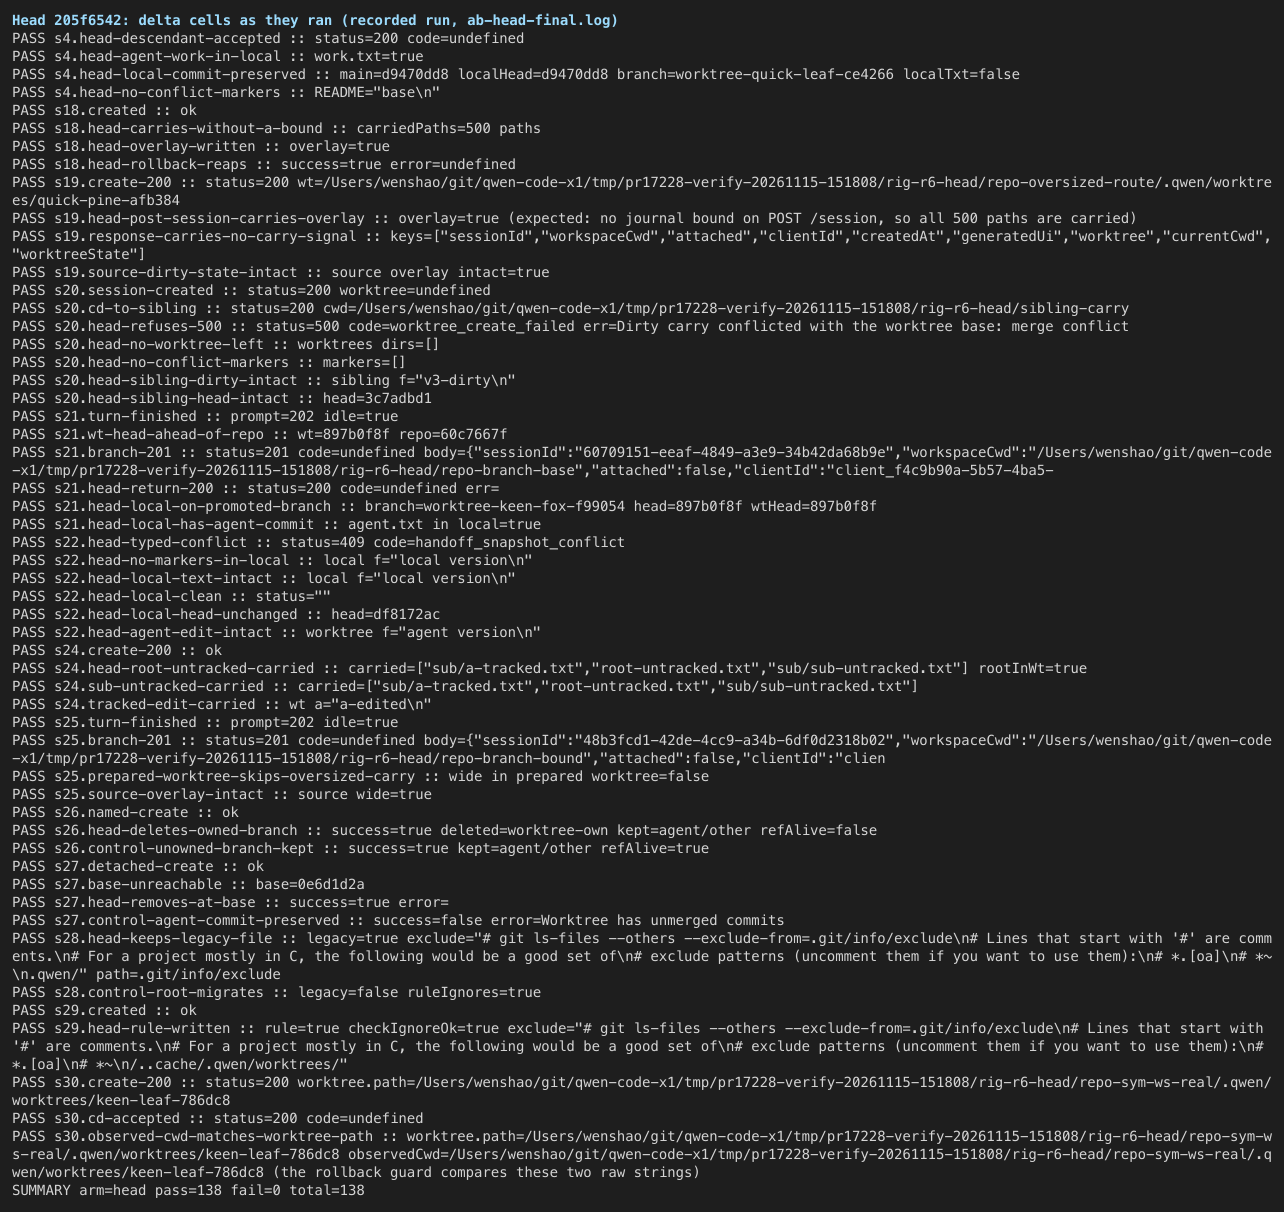 Head 205f6542: delta cells as they ran (recorded run, ab-head-final.log)
PASS s4.head-descendant-accepted :: status=200 code=undefined
PASS s4.head-agent-work-in-local :: work.txt=true
PASS s4.head-local-commit-preserved :: main=d9470dd8 localHead=d9470dd8 branch=worktree-quick-leaf-ce4266 localTxt=false
PASS s4.head-no-conflict-markers :: README="base\n"
PASS s18.created :: ok
PASS s18.head-carries-without-a-bound :: carriedPaths=500 paths
PASS s18.head-overlay-written :: overlay=true
PASS s18.head-rollback-reaps :: success=true error=undefined
PASS s19.create-200 :: status=200 wt=/Users/wenshao/git/qwen-code-x1/tmp/pr17228-verify-20261115-151808/rig-r6-head/repo-oversized-route/.qwen/worktre
es/quick-pine-afb384
PASS s19.head-post-session-carries-overlay :: overlay=true (expected: no journal bound on POST /session, so all 500 paths are carried)
PASS s19.response-carries-no-carry-signal :: keys=["sessionId","workspaceCwd","attached","clientId","createdAt","generatedUi","worktree","currentCwd",
"worktreeState"]
PASS s19.source-dirty-state-intact :: source overlay intact=true
PASS s20.session-created :: status=200 worktree=undefined
PASS s20.cd-to-sibling :: status=200 cwd=/Users/wenshao/git/qwen-code-x1/tmp/pr17228-verify-20261115-151808/rig-r6-head/sibling-carry
PASS s20.head-refuses-500 :: status=500 code=worktree_create_failed err=Dirty carry conflicted with the worktree base: merge conflict
PASS s20.head-no-worktree-left :: worktrees dirs=[]
PASS s20.head-no-conflict-markers :: markers=[]
PASS s20.head-sibling-dirty-intact :: sibling f="v3-dirty\n"
PASS s20.head-sibling-head-intact :: head=3c7adbd1
PASS s21.turn-finished :: prompt=202 idle=true
PASS s21.wt-head-ahead-of-repo :: wt=897b0f8f repo=60c7667f
PASS s21.branch-201 :: status=201 code=undefined body={"sessionId":"60709151-eeaf-4849-a3e9-34b42da68b9e","workspaceCwd":"/Users/wenshao/git/qwen-code
-x1/tmp/pr17228-verify-20261115-151808/rig-r6-head/repo-branch-base","attached":false,"clientId":"client_f4c9b90a-5b57-4ba5-
PASS s21.head-return-200 :: status=200 code=undefined err=
PASS s21.head-local-on-promoted-branch :: branch=worktree-keen-fox-f99054 head=897b0f8f wtHead=897b0f8f
PASS s21.head-local-has-agent-commit :: agent.txt in local=true
PASS s22.head-typed-conflict :: status=409 code=handoff_snapshot_conflict
PASS s22.head-no-markers-in-local :: local f="local version\n"
PASS s22.head-local-text-intact :: local f="local version\n"
PASS s22.head-local-clean :: status=""
PASS s22.head-local-head-unchanged :: head=df8172ac
PASS s22.head-agent-edit-intact :: worktree f="agent version\n"
PASS s24.create-200 :: ok
PASS s24.head-root-untracked-carried :: carried=["sub/a-tracked.txt","root-untracked.txt","sub/sub-untracked.txt"] rootInWt=true
PASS s24.sub-untracked-carried :: carried=["sub/a-tracked.txt","root-untracked.txt","sub/sub-untracked.txt"]
PASS s24.tracked-edit-carried :: wt a="a-edited\n"
PASS s25.turn-finished :: prompt=202 idle=true
PASS s25.branch-201 :: status=201 code=undefined body={"sessionId":"48b3fcd1-42de-4cc9-a34b-6df0d2318b02","workspaceCwd":"/Users/wenshao/git/qwen-code
-x1/tmp/pr17228-verify-20261115-151808/rig-r6-head/repo-branch-bound","attached":false,"clientId":"clien
PASS s25.prepared-worktree-skips-oversized-carry :: wide in prepared worktree=false
PASS s25.source-overlay-intact :: source wide=true
PASS s26.named-create :: ok
PASS s26.head-deletes-owned-branch :: success=true deleted=worktree-own kept=agent/other refAlive=false
PASS s26.control-unowned-branch-kept :: success=true kept=agent/other refAlive=true
PASS s27.detached-create :: ok
PASS s27.base-unreachable :: base=0e6d1d2a
PASS s27.head-removes-at-base :: success=true error=
PASS s27.control-agent-commit-preserved :: success=false error=Worktree has unmerged commits
PASS s28.head-keeps-legacy-file :: legacy=true exclude="# git ls-files --others --exclude-from=.git/info/exclude\n# Lines that start with '#' are comm
ents.\n# For a project mostly in C, the following would be a good set of\n# exclude patterns (uncomment them if you want to use them):\n# *.[oa]\n# *~
\n.qwen/" path=.git/info/exclude
PASS s28.control-root-migrates :: legacy=false ruleIgnores=true
PASS s29.created :: ok
PASS s29.head-rule-written :: rule=true checkIgnoreOk=true exclude="# git ls-files --others --exclude-from=.git/info/exclude\n# Lines that start with
'#' are comments.\n# For a project mostly in C, the following would be a good set of\n# exclude patterns (uncomment them if you want to use them):\n#
*.[oa]\n# *~\n/..cache/.qwen/worktrees/"
PASS s30.create-200 :: status=200 worktree.path=/Users/wenshao/git/qwen-code-x1/tmp/pr17228-verify-20261115-151808/rig-r6-head/repo-sym-ws-real/.qwen/
worktrees/keen-leaf-786dc8
PASS s30.cd-accepted :: status=200 code=undefined
PASS s30.observed-cwd-matches-worktree-path :: worktree.path=/Users/wenshao/git/qwen-code-x1/tmp/pr17228-verify-20261115-151808/rig-r6-head/repo-sym-w
s-real/.qwen/worktrees/keen-leaf-786dc8 observedCwd=/Users/wenshao/git/qwen-code-x1/tmp/pr17228-verify-20261115-151808/rig-r6-head/repo-sym-ws-real/.q
wen/worktrees/keen-leaf-786dc8 (the rollback guard compares these two raw strings)
SUMMARY arm=head pass=138 fail=0 total=138